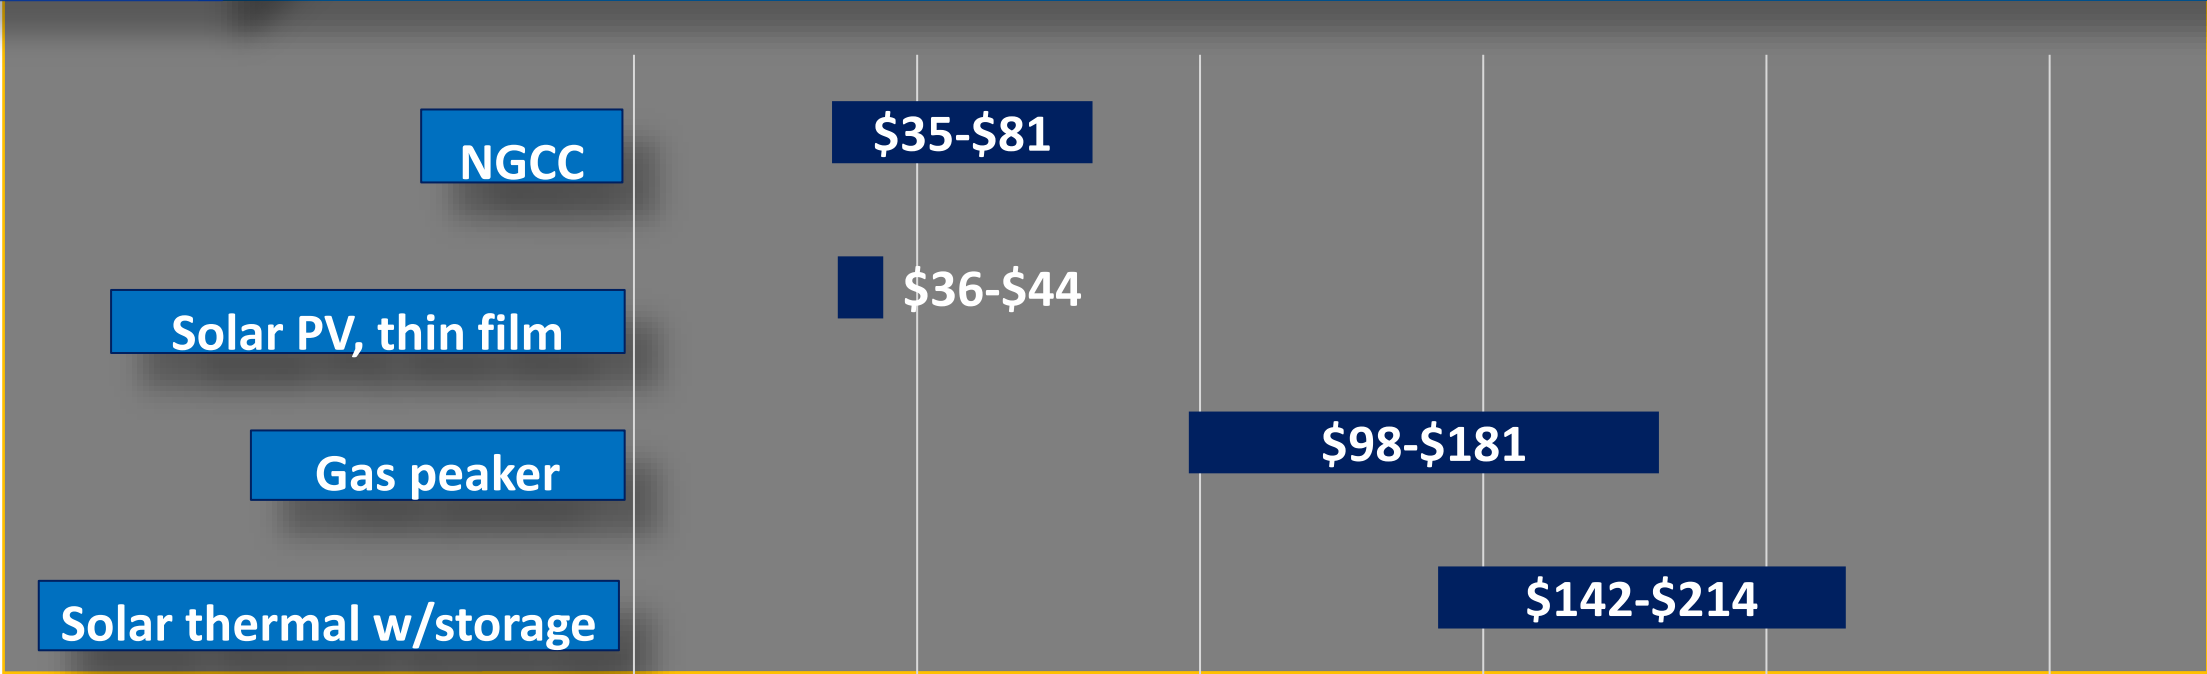 NGCC
$35-$81
Solar PV, thin film
$36-$44
Gas peaker
$98-$181
Solar thermal w/storage
$142-$214